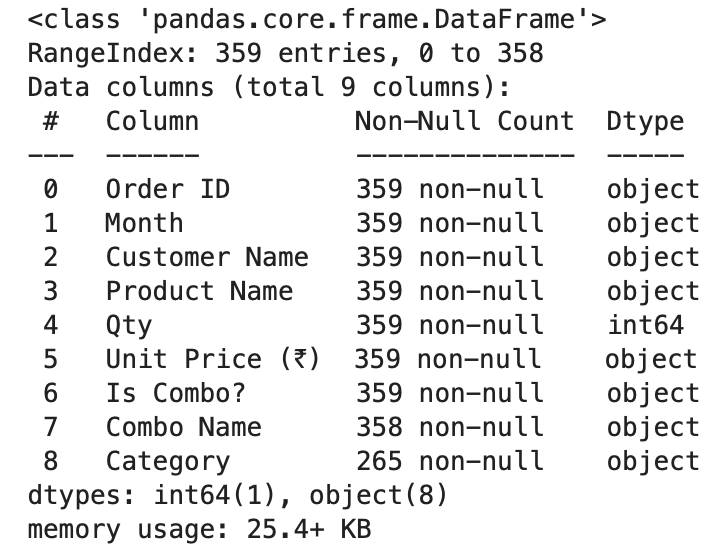 <class 'pandas.core.frame.DataFrame'>
RangeIndex: 359 entries, 0 to 358
Data columns (total 9 columns):
 #   Column          Non-Null Count  Dtype
---  ------          --------------  -----
 0   Order ID        359 non-null    object
 1   Month           359 non-null    object
 2   Customer Name   359 non-null    object
 3   Product Name    359 non-null    object
 4   Qty             359 non-null    int64
 5   Unit Price (₹)  359 non-null    object
 6   Is Combo?       359 non-null    object
 7   Combo Name      358 non-null    object
 8   Category        265 non-null    object
dtypes: int64(1), object(8)
memory usage: 25.4+ KB